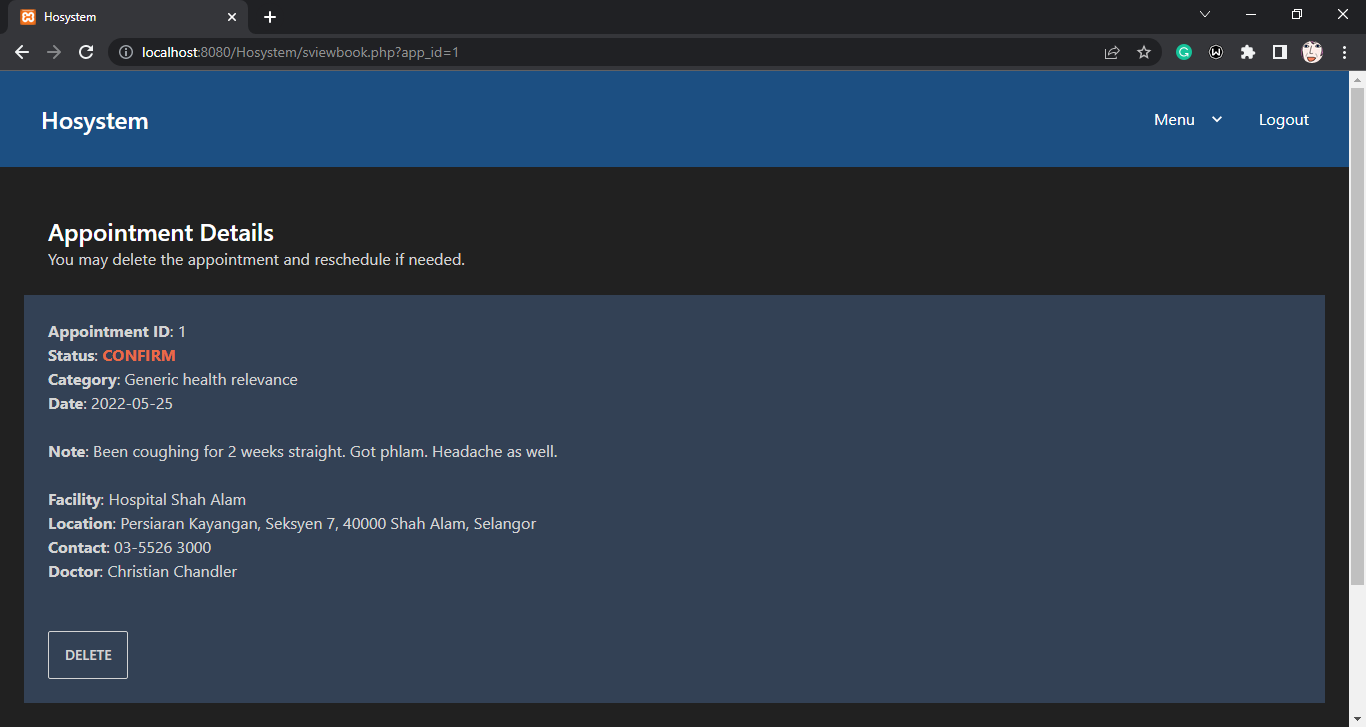 Hosystem
localhost:8080/Hosystem/sviewbook.php?app_id=1
Hosystem
Menu
Logout
Appointment Details
You may delete the appointment and reschedule if needed.
Appointment ID: 1
Status: CONFIRM
Category: Generic health relevance
Date: 2022-05-25
Note: Been coughing for 2 weeks straight. Got phlam. Headache as well.
Facility: Hospital Shah Alam
Location: Persiaran Kayangan, Seksyen 7, 40000 Shah Alam, Selangor
Contact: 03-5526 3000
Doctor: Christian Chandler
DELETE